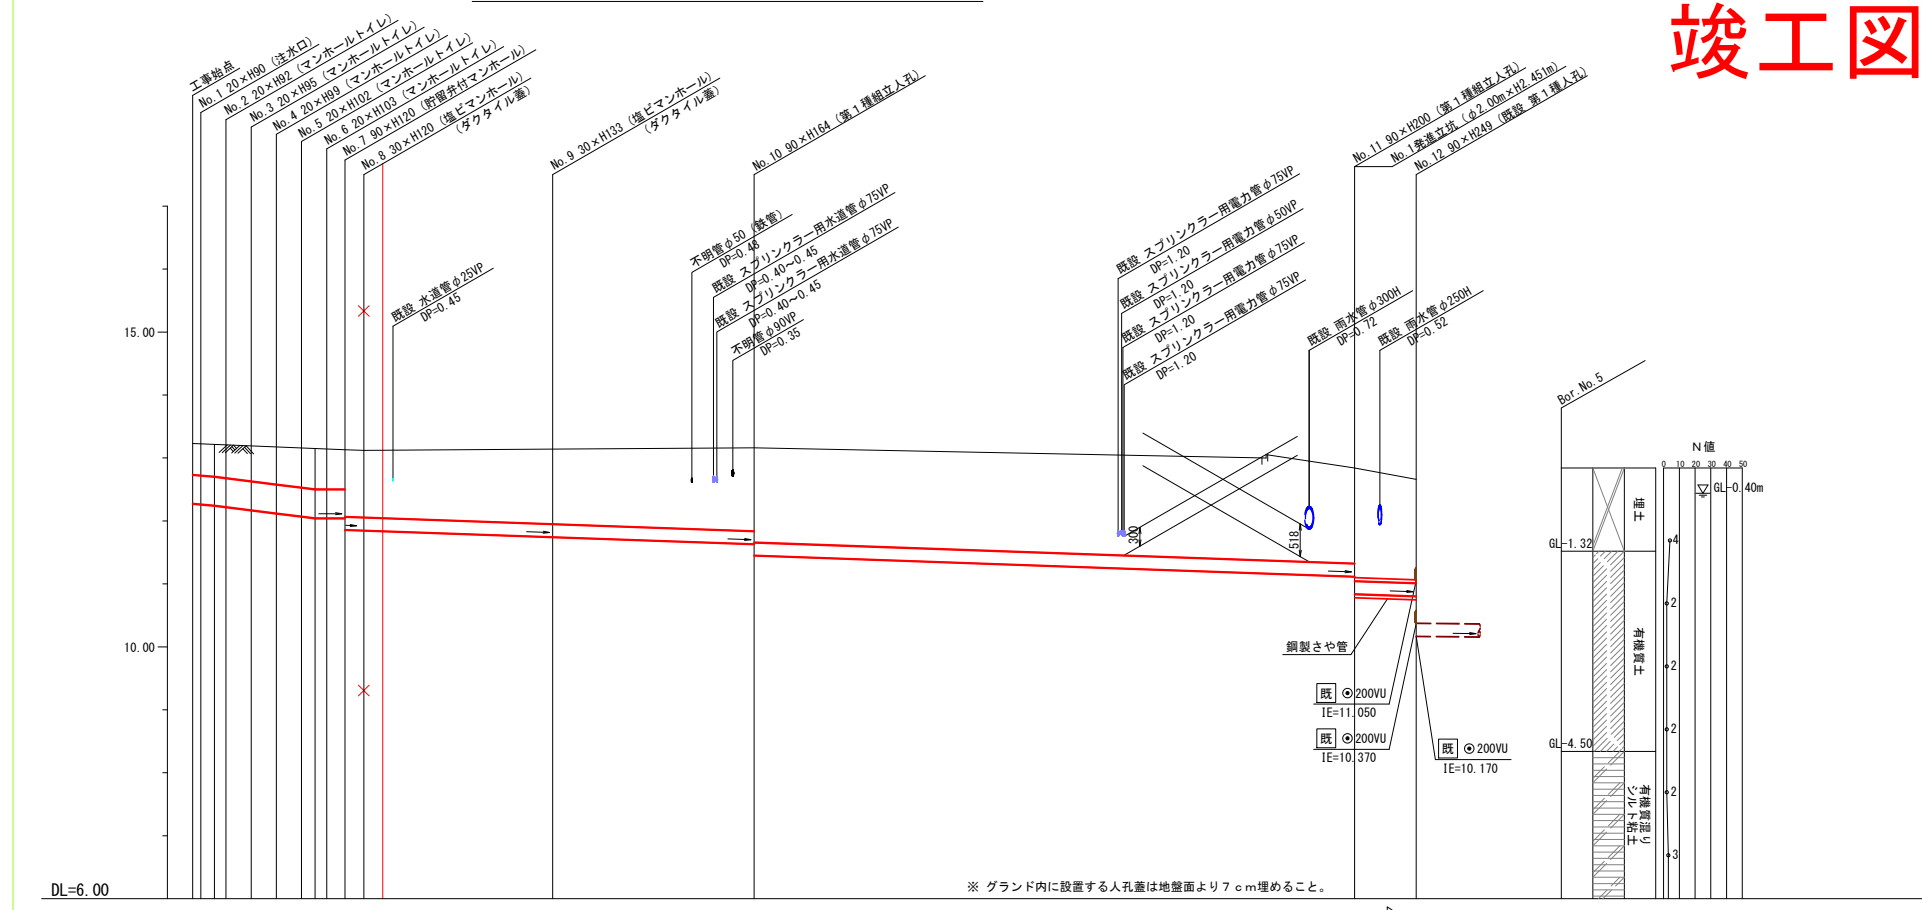 竣工図
工事始点
No.1 20×H90 (注水口)
No.2 20×H92 (マンホールトイレ)
No.3 20×H95 (マンホールトイレ)
No.4 20×H99 (マンホールトイレ)
No.5 20×H102 (マンホールトイレ)
No.6 20×H103 (マンホールトイレ)
No.7 90×H120 (貯留弁付マンホール)
No.8 30×H120 (塩ビマンホール)
(ダクタイル蓋)
No.9 30×H133 (塩ビマンホール)
(ダクタイル蓋)
No.10 90×H164 (第1種組立人孔)
No.11 90×H200 (第1種組立人孔)
No.1発進立坑 (φ2.00m×H2.451m)
No.12 90×H249 (既設 第1種人孔)
既設 水道管φ25VP
DP=0.45
不明管φ50 (鉄管)
DP=0.48
既設 スプリンクラー用水道管φ75VP
DP=0.40～0.45
既設 スプリンクラー用水道管φ75VP
DP=0.40～0.45
不明管φ90VP
DP=0.35
既設 スプリンクラー用電力管φ75VP
DP=1.20
既設 スプリンクラー用電力管φ50VP
DP=1.20
既設 スプリンクラー用電力管φ75VP
DP=1.20
既設 スプリンクラー用電力管φ75VP
DP=1.20
既設 雨水管φ300H
DP=0.72
既設 雨水管φ250H
DP=0.52
Bor.No.5
N値
0 10 20 30 40 50
GL-0.40m
埋土
GL-1.32
有機質土
GL-4.50
有機質混り
シルト粘土
4
2
2
2
2
3
15.00
10.00
DL=6.00
300
518
鋼製さや管
既 200VU
IE=11.050
既 200VU
IE=10.370
既 200VU
IE=10.170
※ グランド内に設置する人孔蓋は地盤面より7cm埋めること。